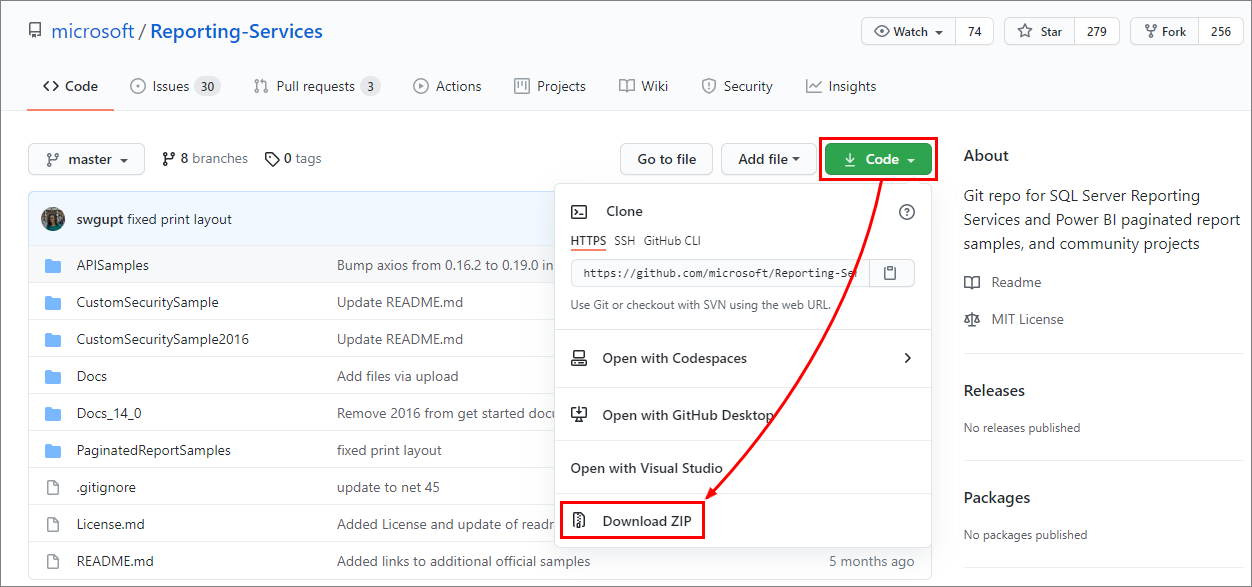 microsoft / Reporting-Services
Watch 74 Star 279 Fork 256
Code Issues 30 Pull requests 3 Actions Projects Wiki Security Insights
master 8 branches 0 tags Go to file Add file Code
swgupt fixed print layout
APISamples Bump axios from 0.16.2 to 0.19.0 in
CustomSecuritySample Update README.md
CustomSecuritySample2016 Update README.md
Docs Add files via upload
Docs_14_0 Remove 2016 from get started docu
PaginatedReportSamples fixed print layout
.gitignore update to net 45
License.md Added License and update of readm
README.md Added links to additional official samples 5 months ago
Clone
HTTPS SSH GitHub CLI
https://github.com/microsoft/Reporting-Ser
Use Git or checkout with SVN using the web URL.
Open with Codespaces
Open with GitHub Desktop
Open with Visual Studio
Download ZIP
About
Git repo for SQL Server Reporting
Services and Power BI paginated report
samples, and community projects
Readme
MIT License
Releases
No releases published
Packages
No packages published